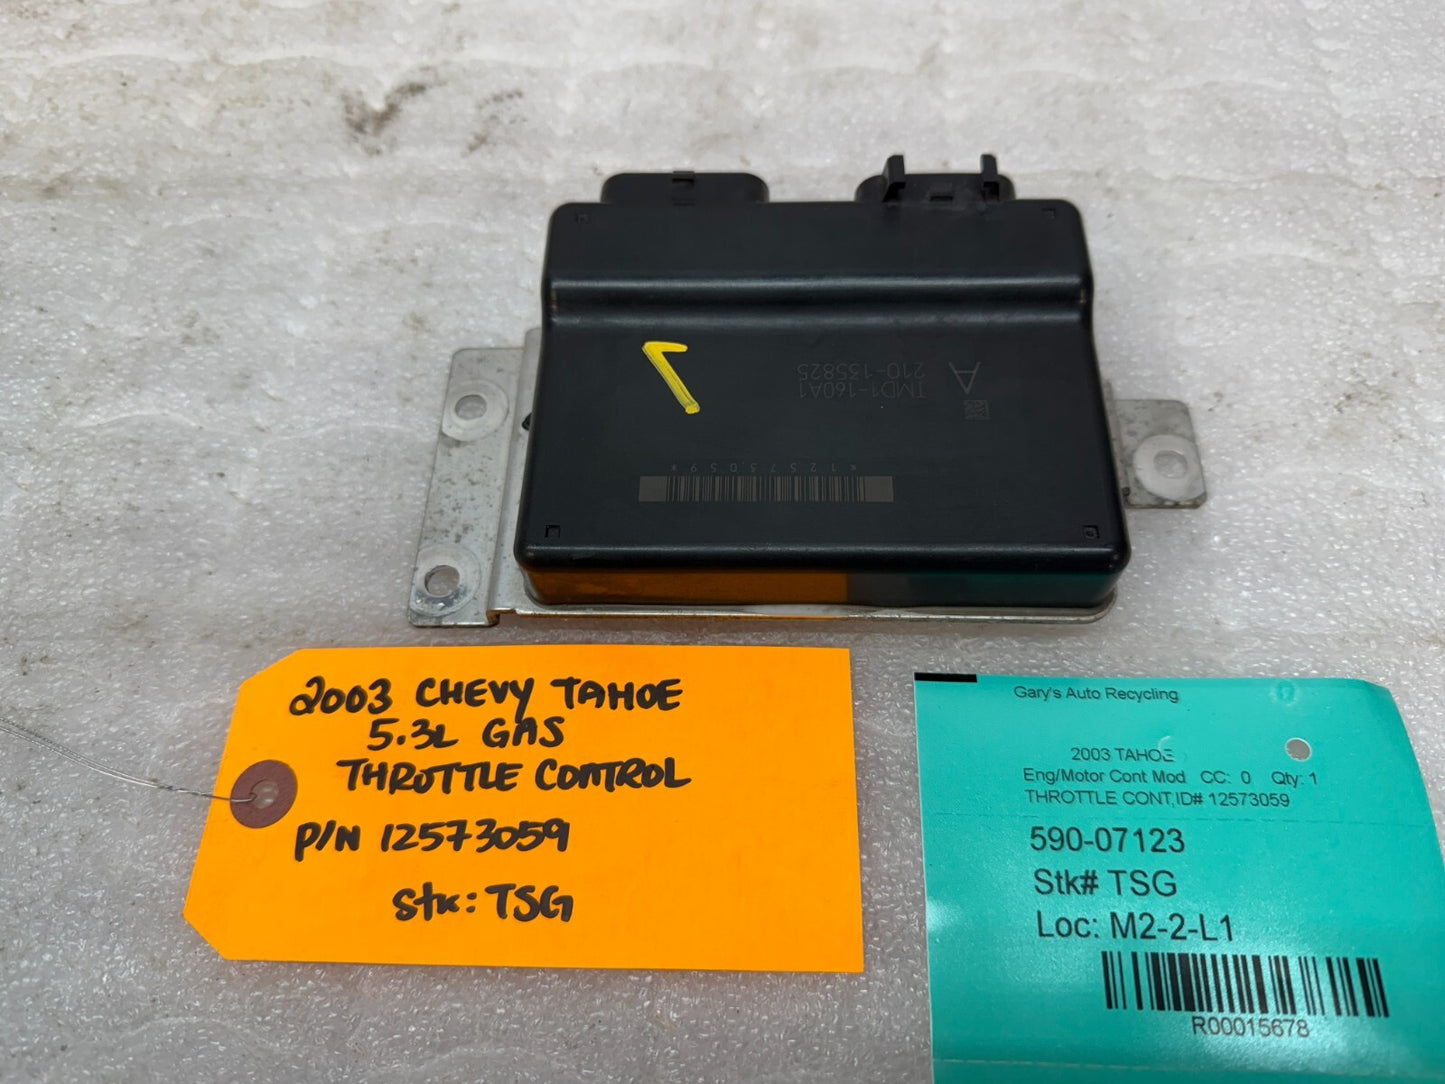 A
210-135825
TMD1-160A1
*12573059*
2003 CHEVY TAHOE
5.3L GAS
THROTTLE CONTROL
P/N 12573059
Stk: TSG
Gary's Auto Recycling
2003 TAHOE
Eng/Motor Cont Mod CC: 0 Qty: 1
THROTTLE CONT,ID# 12573059
590-07123
Stk# TSG
Loc: M2-2-L1
R00015678